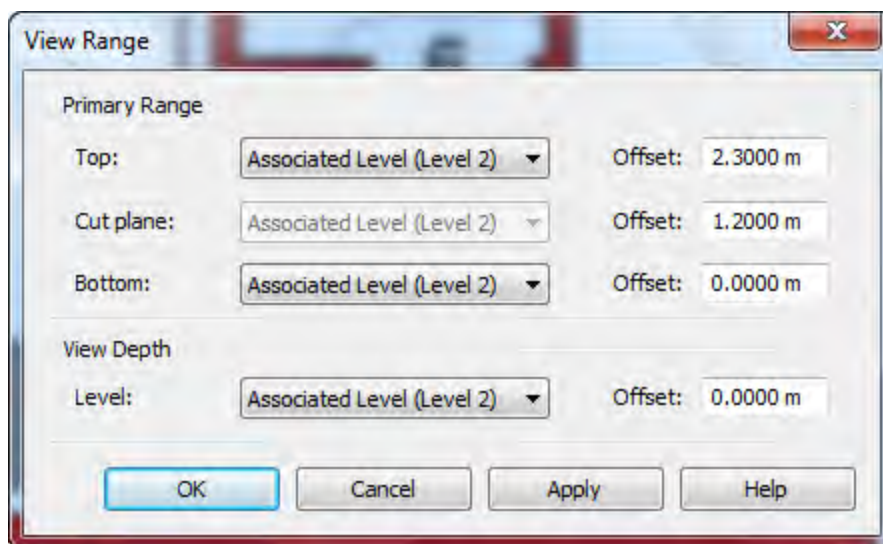 View Range
Primary Range
Top: Associated Level (Level 2) Offset: 2.3000 m
Cut plane: Associated Level (Level 2) Offset: 1.2000 m
Bottom: Associated Level (Level 2) Offset: 0.0000 m
View Depth
Level: Associated Level (Level 2) Offset: 0.0000 m
OK Cancel Apply Help